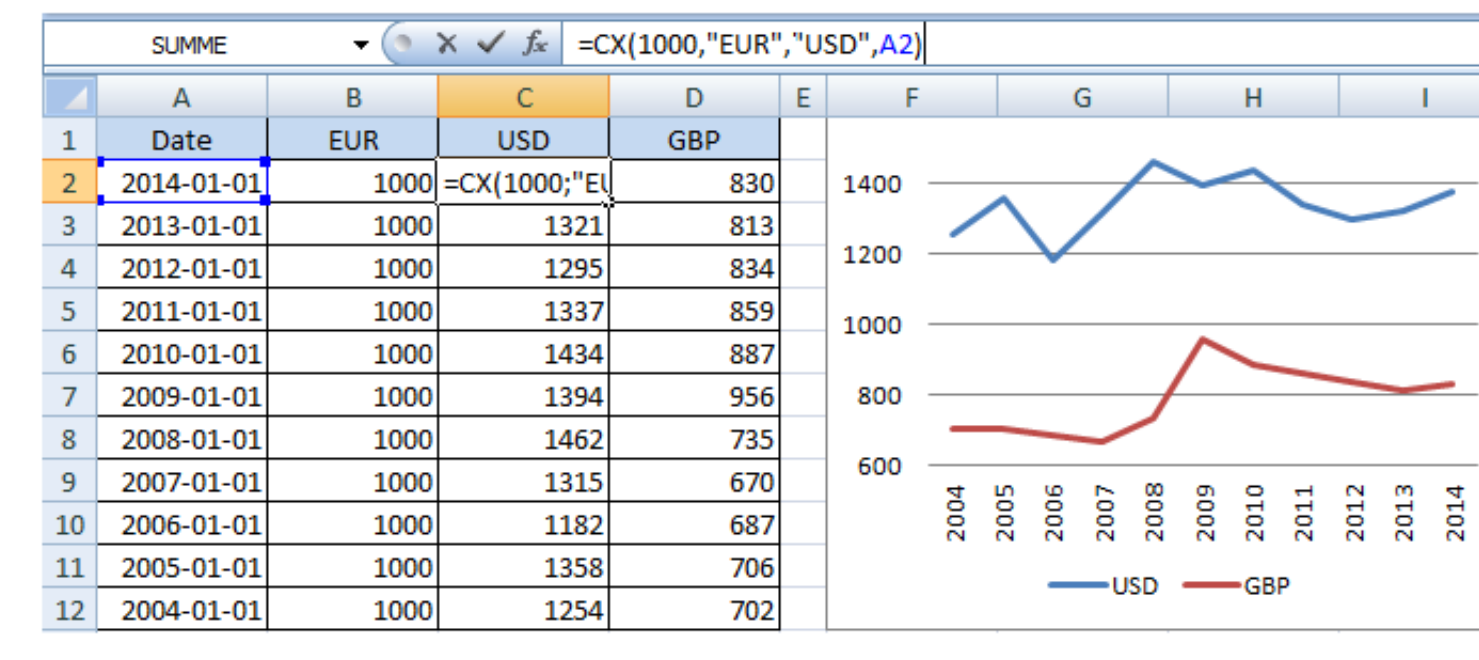 SUMME fx =CX(1000,"EUR","USD",A2)
A B C D E F G H I
1 Date EUR USD GBP
2 2014-01-01 1000 =CX(1000;"EU 830
3 2013-01-01 1000 1321 813
4 2012-01-01 1000 1295 834
5 2011-01-01 1000 1337 859
6 2010-01-01 1000 1434 887
7 2009-01-01 1000 1394 956
8 2008-01-01 1000 1462 735
9 2007-01-01 1000 1315 670
10 2006-01-01 1000 1182 687
11 2005-01-01 1000 1358 706
12 2004-01-01 1000 1254 702
1400
1200
1000
800
600
2004 2005 2006 2007 2008 2009 2010 2011 2012 2013 2014
USD GBP